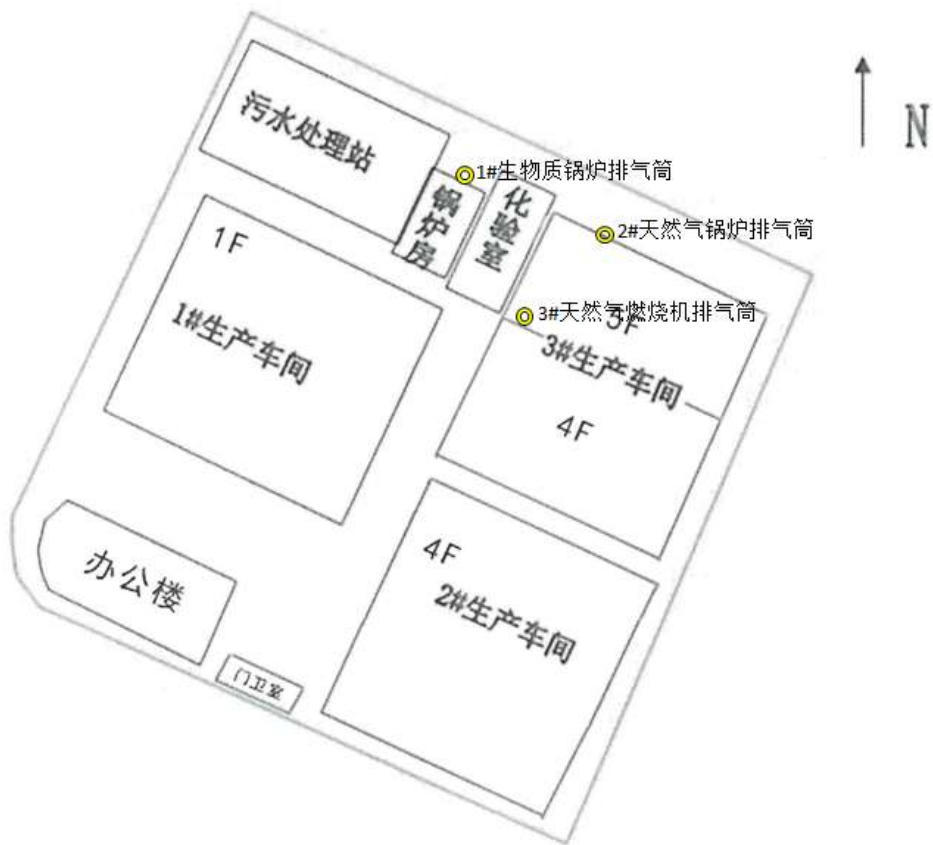 N
污水处理站
1#生物质锅炉排气筒
锅炉房
化验室
2#天然气锅炉排气筒
1F
3#天然气燃烧机排气筒
5F
1#生产车间
3#生产车间
4F
4F
办公楼
2#生产车间
门卫室